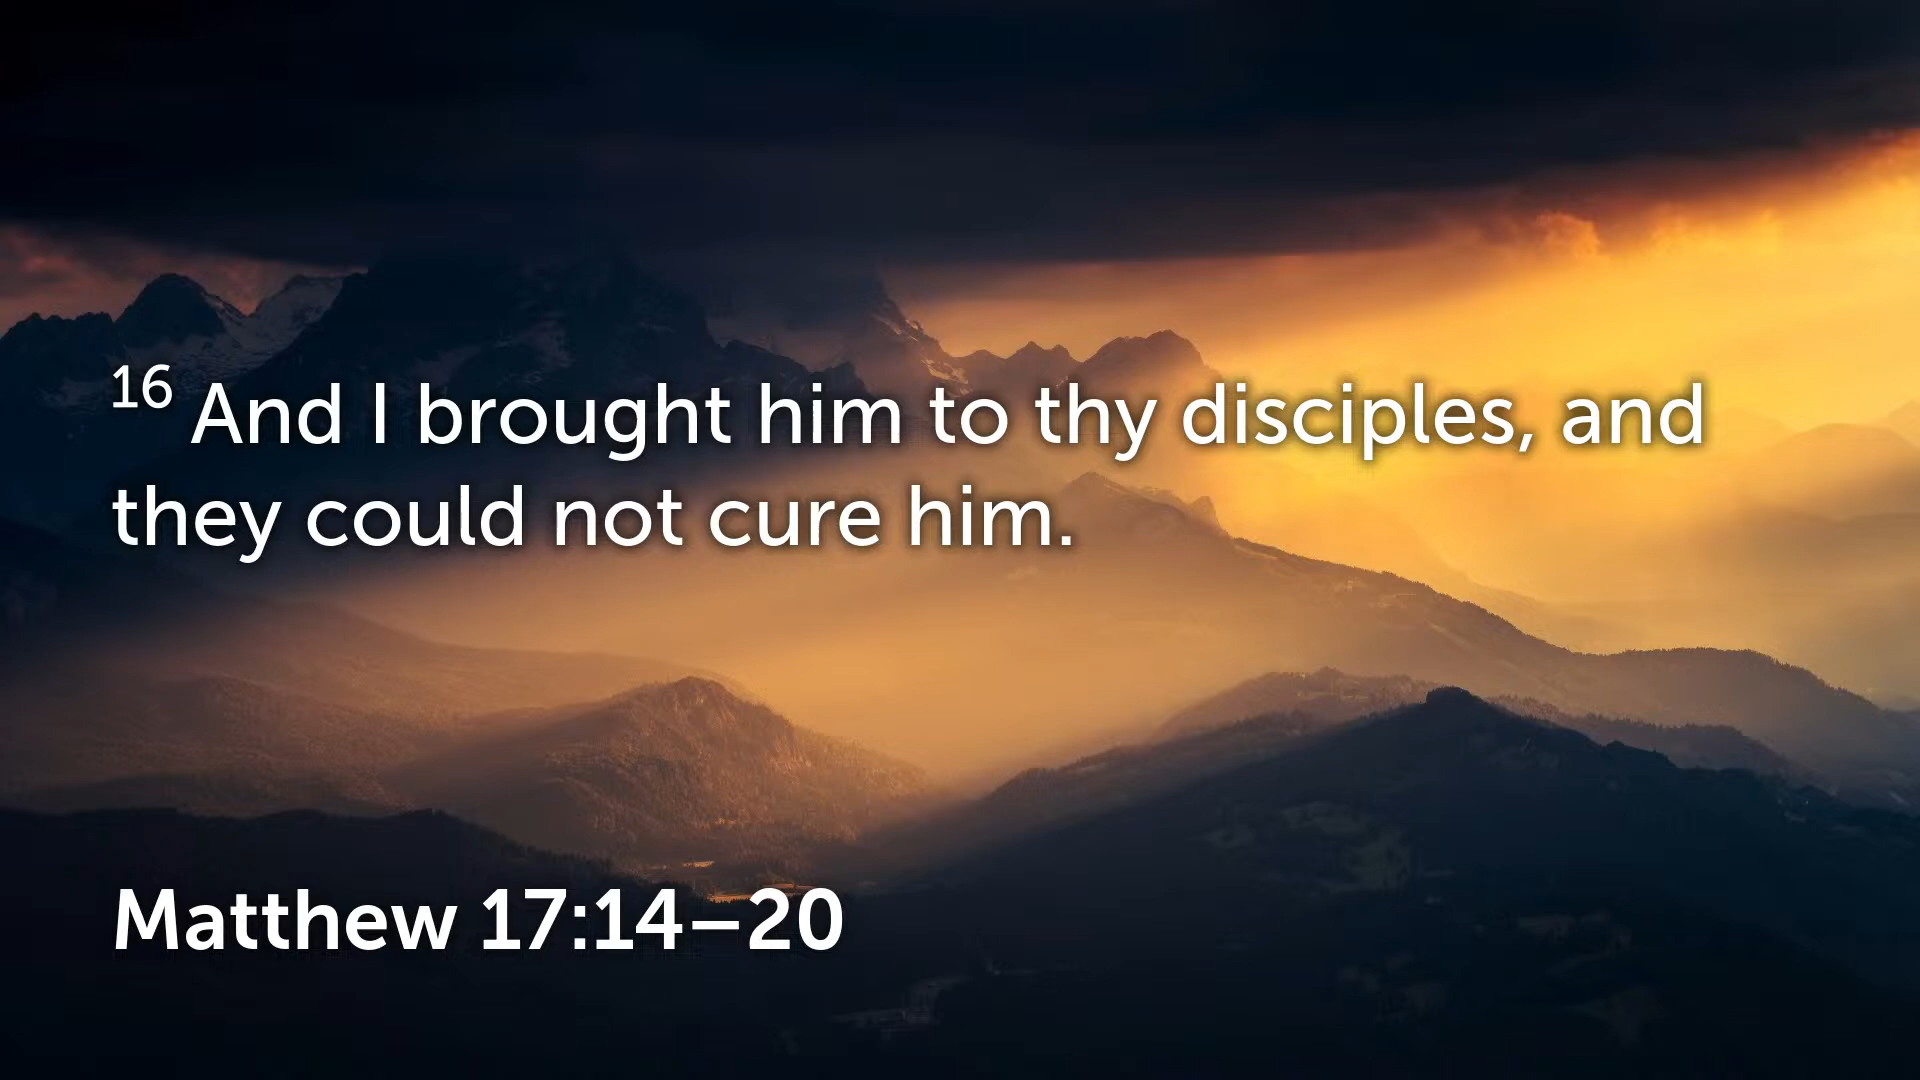 16 And I brought him to thy disciples, and
they could not cure him.
Matthew 17:14–20